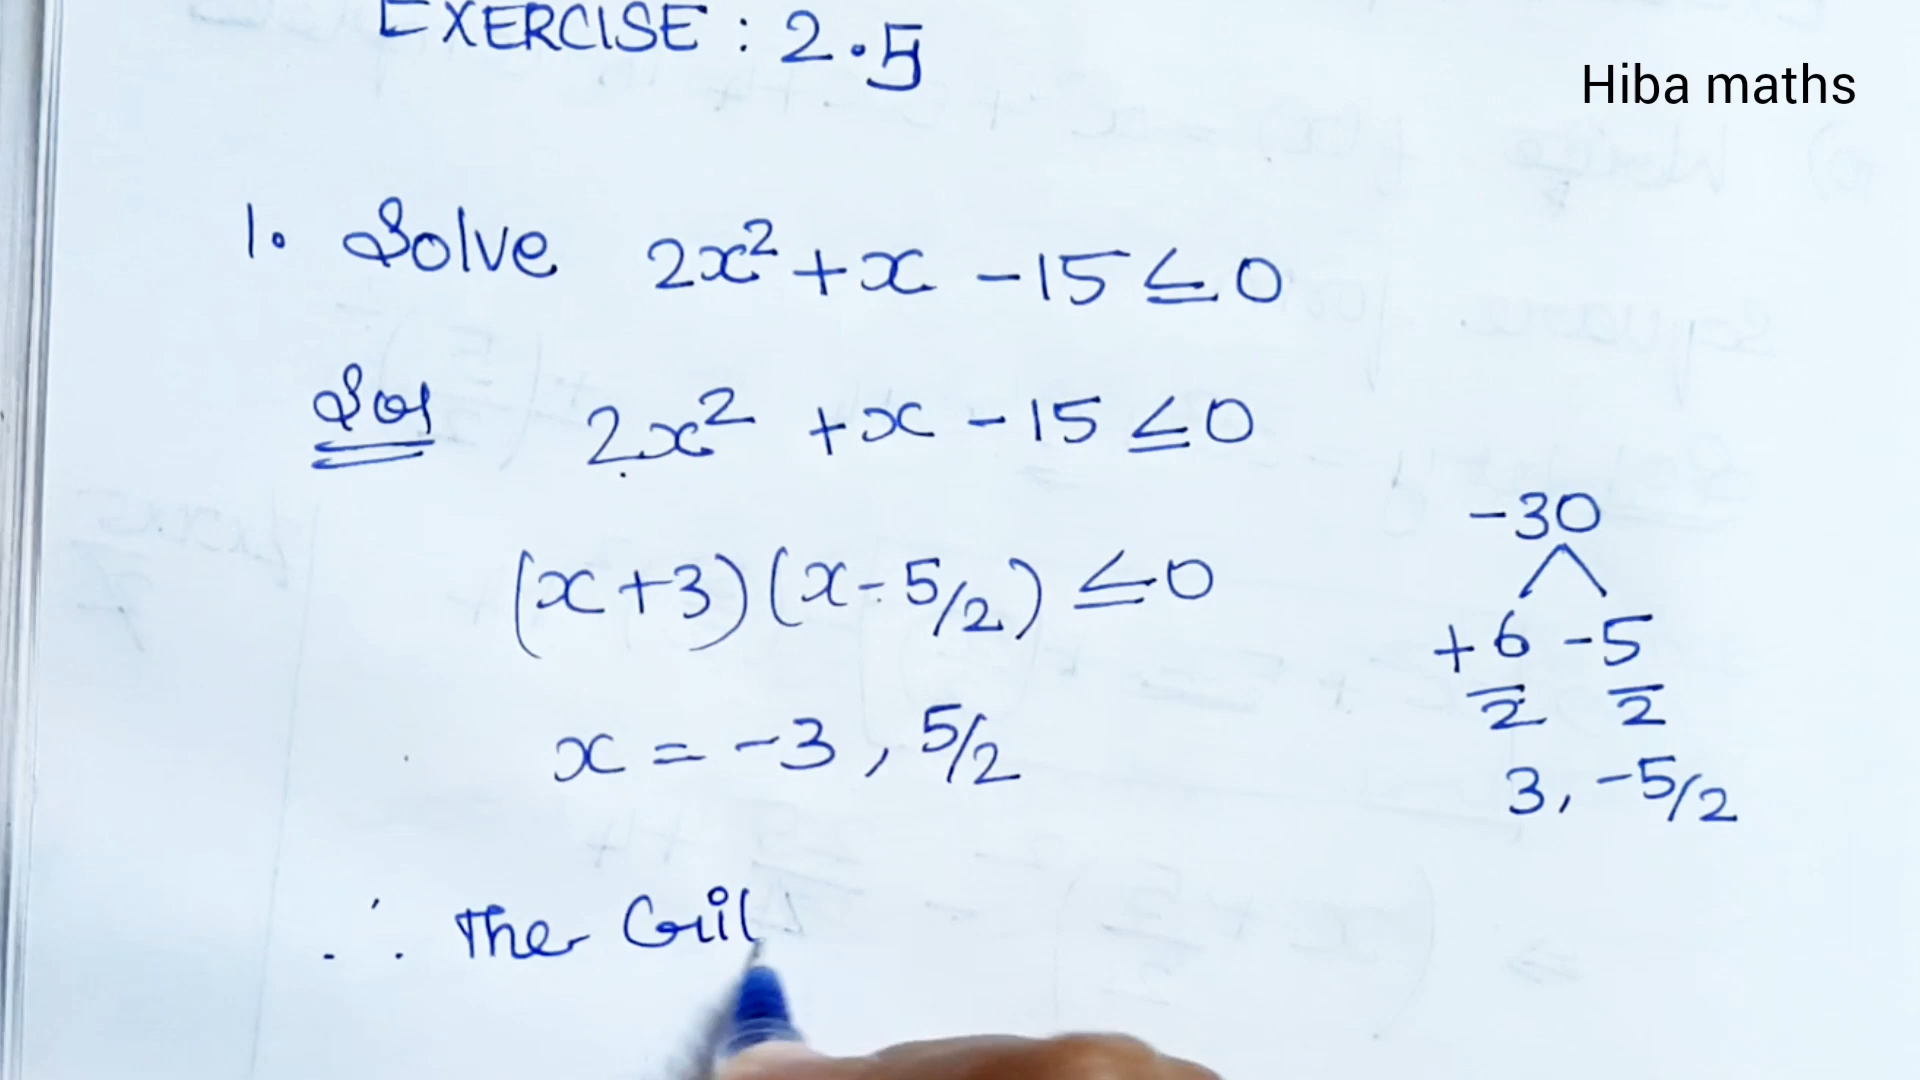 EXERCISE : 2.5
Hiba maths
1. Solve 2x² + x - 15 ≤ 0
Sol 2x² + x - 15 ≤ 0
-30
(x + 3) (x - 5/2) ≤ 0
+6 -5
2 2
x = -3 , 5/2
3, -5/2
∴ The